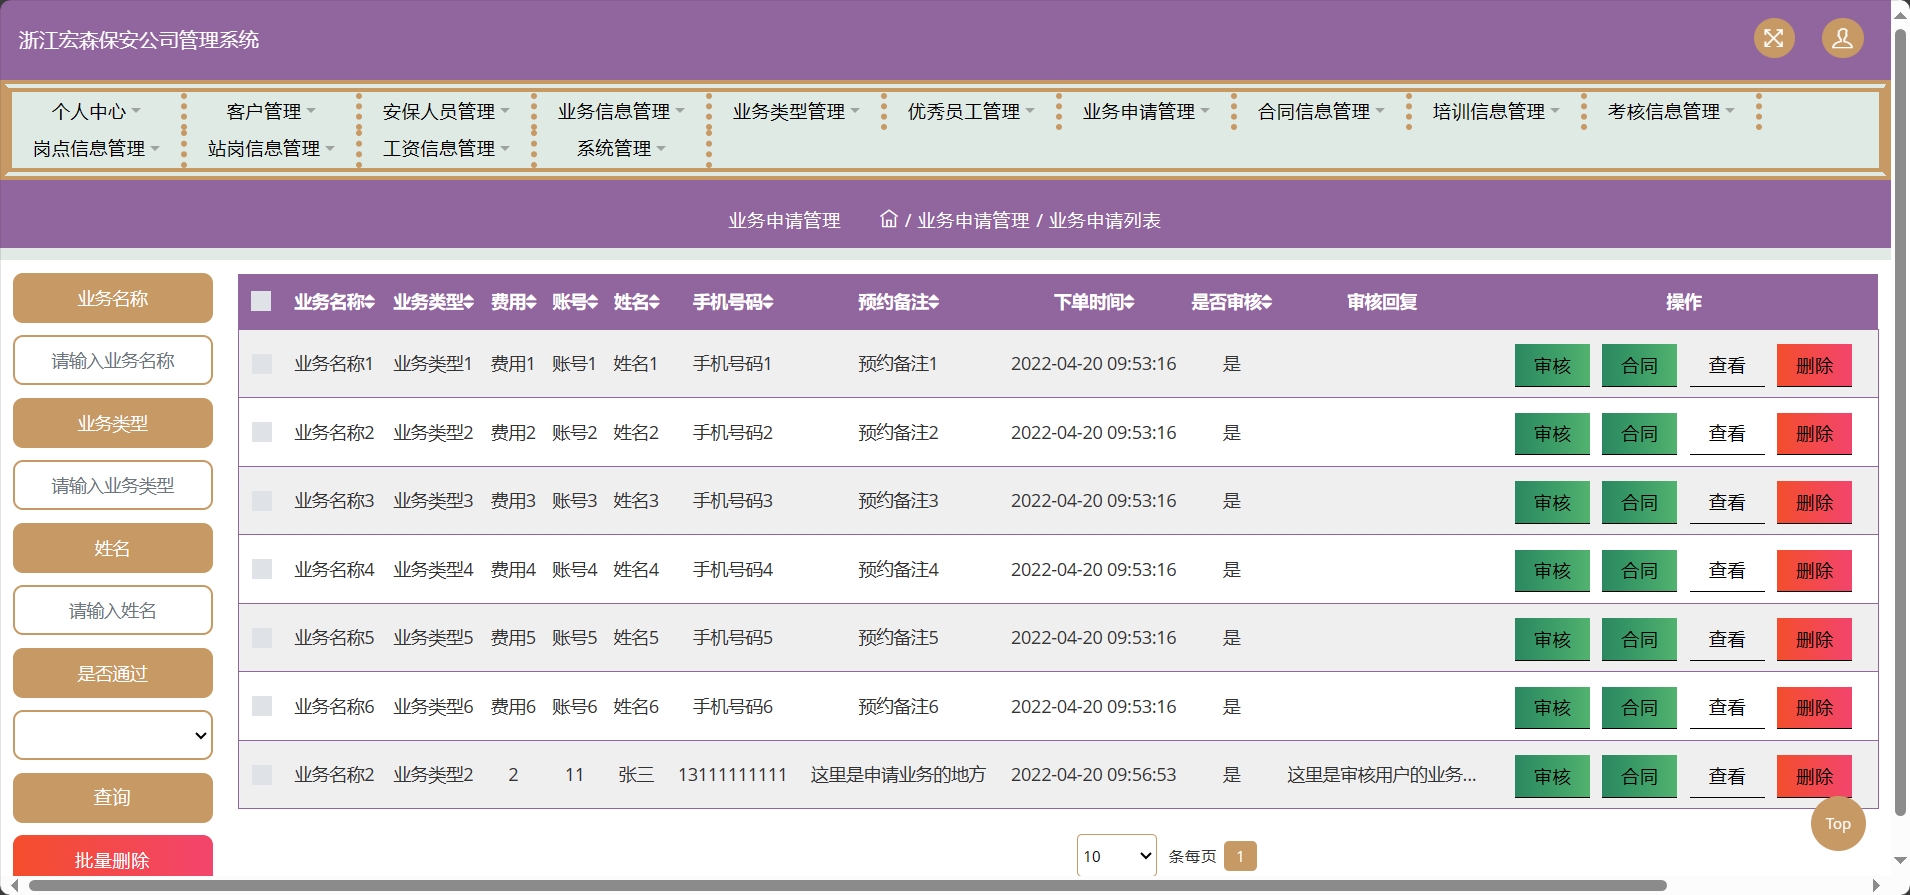 浙江宏森保安公司管理系统
个人中心 客户管理 安保人员管理 业务信息管理 业务类型管理 优秀员工管理 业务申请管理 合同信息管理 培训信息管理 考核信息管理
岗点信息管理 站岗信息管理 工资信息管理 系统管理
业务申请管理 / 业务申请管理 / 业务申请列表
业务名称
请输入业务名称
业务类型
请输入业务类型
姓名
请输入姓名
是否通过
查询
批量删除
业务名称 业务类型 费用 账号 姓名 手机号码 预约备注 下单时间 是否审核 审核回复 操作
业务名称1 业务类型1 费用1 账号1 姓名1 手机号码1 预约备注1 2022-04-20 09:53:16 是 审核 合同 查看 删除
业务名称2 业务类型2 费用2 账号2 姓名2 手机号码2 预约备注2 2022-04-20 09:53:16 是 审核 合同 查看 删除
业务名称3 业务类型3 费用3 账号3 姓名3 手机号码3 预约备注3 2022-04-20 09:53:16 是 审核 合同 查看 删除
业务名称4 业务类型4 费用4 账号4 姓名4 手机号码4 预约备注4 2022-04-20 09:53:16 是 审核 合同 查看 删除
业务名称5 业务类型5 费用5 账号5 姓名5 手机号码5 预约备注5 2022-04-20 09:53:16 是 审核 合同 查看 删除
业务名称6 业务类型6 费用6 账号6 姓名6 手机号码6 预约备注6 2022-04-20 09:53:16 是 审核 合同 查看 删除
业务名称2 业务类型2 2 11 张三 13111111111 这里是申请业务的地方 2022-04-20 09:56:53 是 这里是审核用户的业务... 审核 合同 查看 删除
Top
10 条每页 1